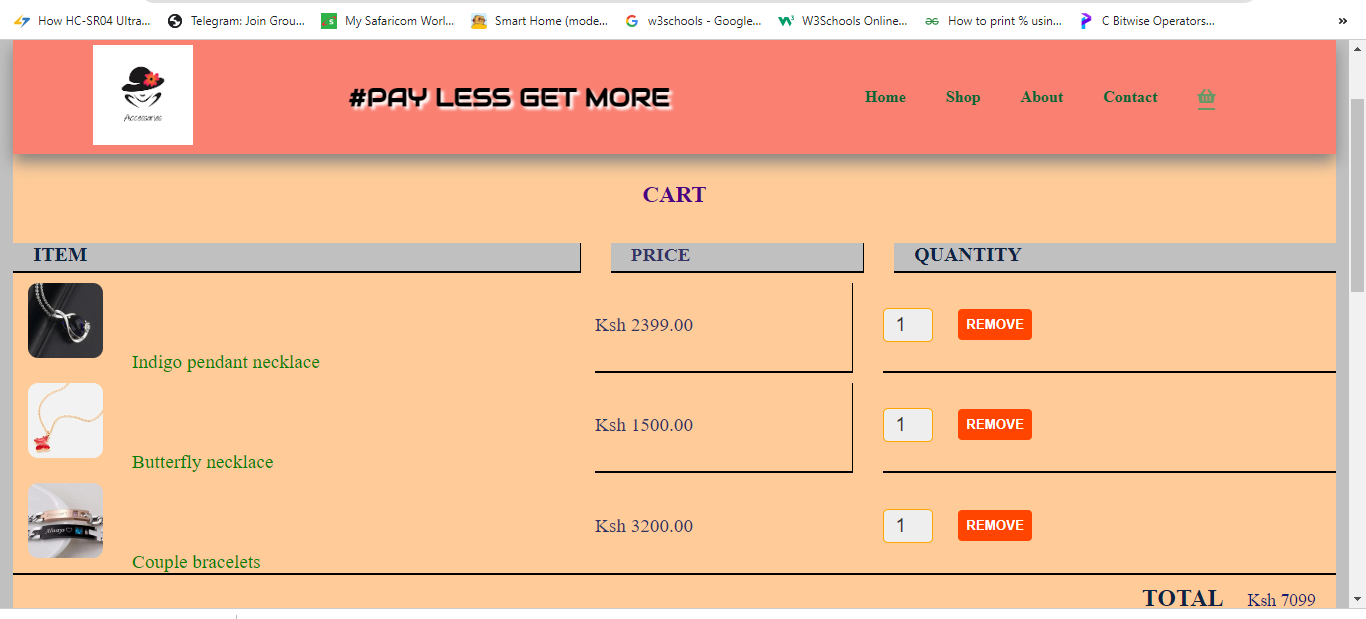 How HC-SR04 Ultra... Telegram: Join Grou... My Safaricom Worl... Smart Home (mode... w3schools - Google... W3Schools Online... How to print % usin... C Bitwise Operators... »
Accessories
#PAY LESS GET MORE
Home Shop About Contact
CART
ITEM PRICE QUANTITY
Ksh 2399.00 1 REMOVE
Indigo pendant necklace
Ksh 1500.00 1 REMOVE
Butterfly necklace
Always
Ksh 3200.00 1 REMOVE
Couple bracelets
TOTAL Ksh 7099